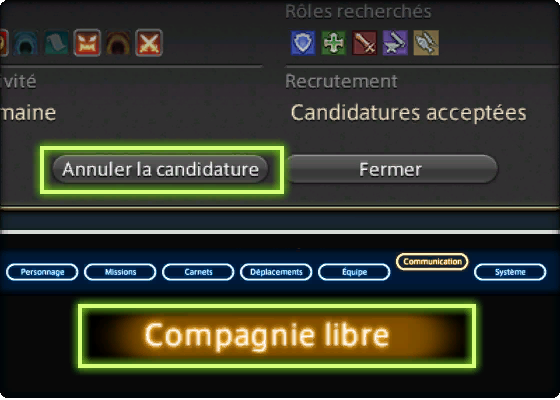 Rôles recherchés
vité
Recrutement
maine
Candidatures acceptées
Annuler la candidature
Fermer
Personnage
Missions
Carnets
Déplacements
Équipe
Communication
Système
Compagnie libre